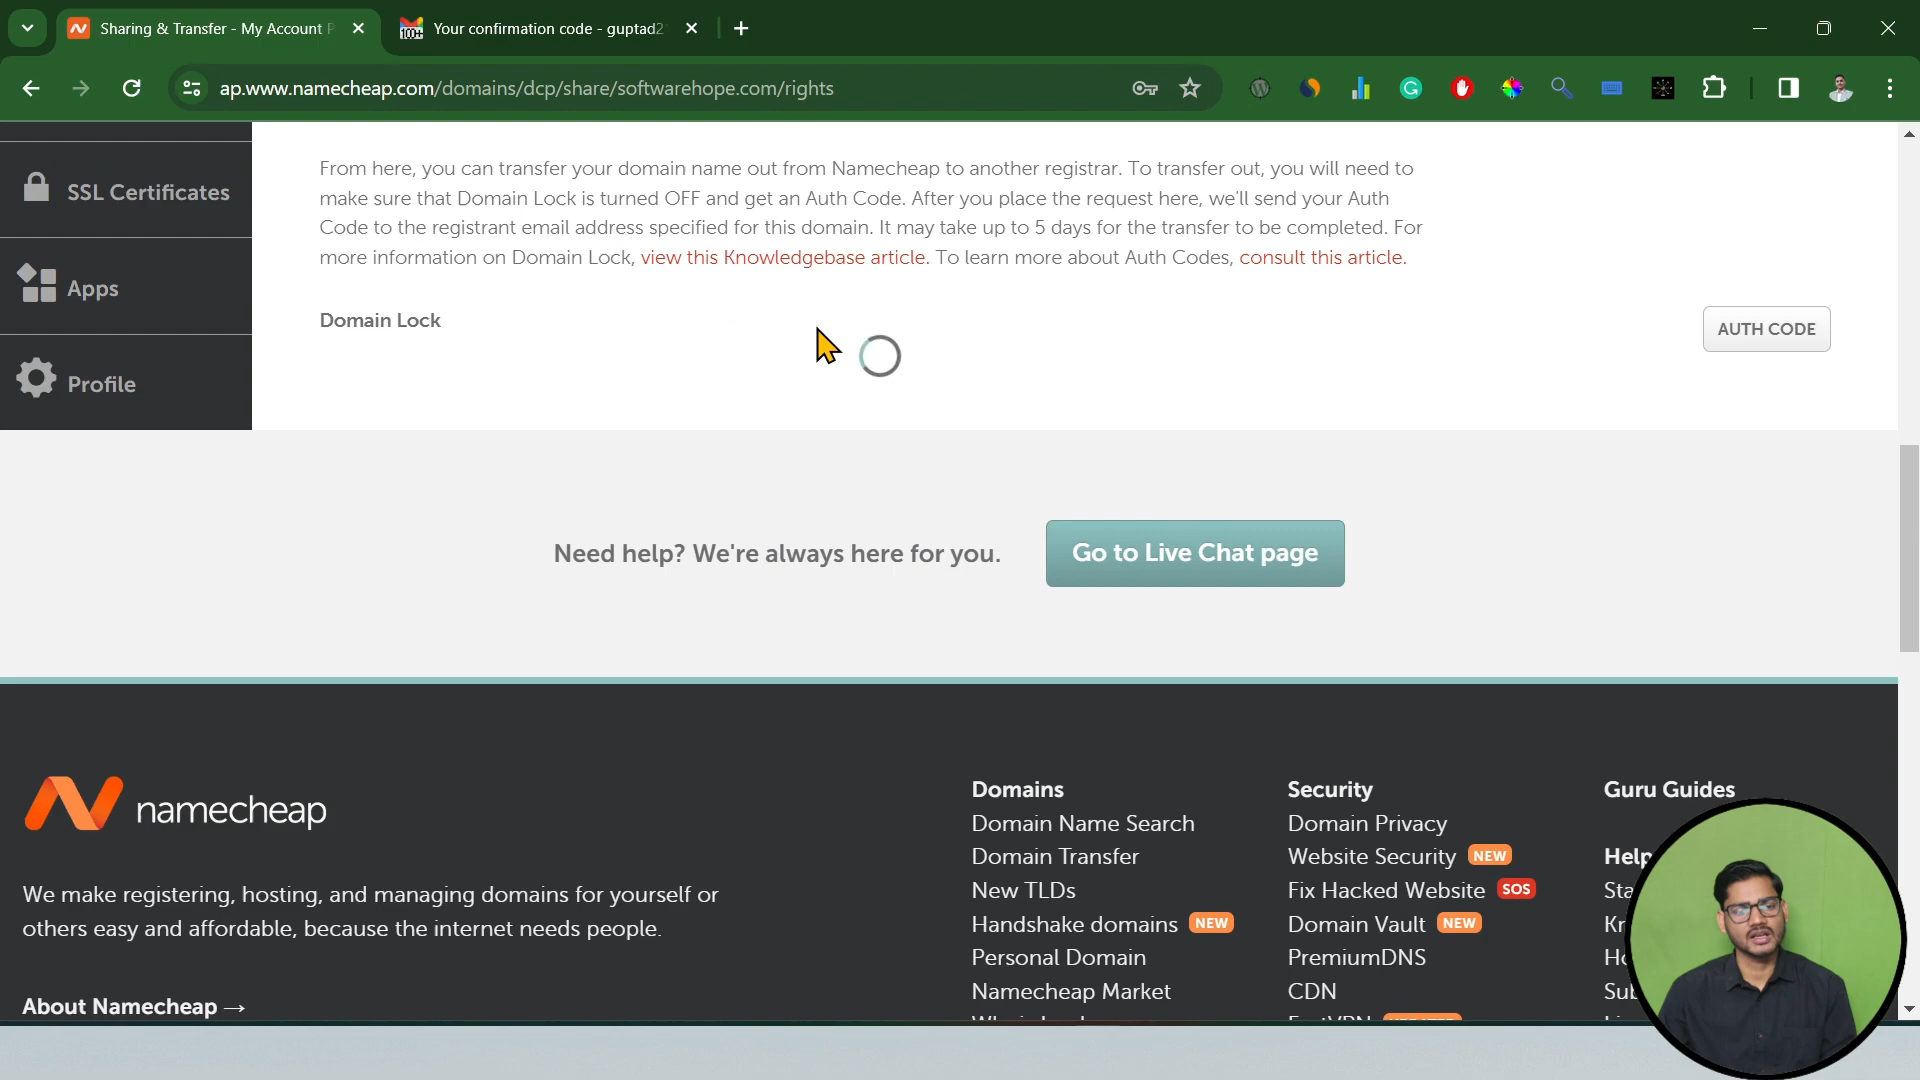 Sharing & Transfer - My Account P
Your confirmation code - guptad2
ap.www.namecheap.com/domains/dcp/share/softwarehope.com/rights
SSL Certificates
Apps
Profile
From here, you can transfer your domain name out from Namecheap to another registrar. To transfer out, you will need to
make sure that Domain Lock is turned OFF and get an Auth Code. After you place the request here, we'll send your Auth
Code to the registrant email address specified for this domain. It may take up to 5 days for the transfer to be completed. For
more information on Domain Lock, view this Knowledgebase article. To learn more about Auth Codes, consult this article.
Domain Lock
AUTH CODE
Need help? We're always here for you.
Go to Live Chat page
namecheap
We make registering, hosting, and managing domains for yourself or
others easy and affordable, because the internet needs people.
About Namecheap →
Domains
Domain Name Search
Domain Transfer
New TLDs
Handshake domains NEW
Personal Domain
Namecheap Market
Security
Domain Privacy
Website Security NEW
Fix Hacked Website SOS
Domain Vault NEW
PremiumDNS
CDN
Guru Guides
Help